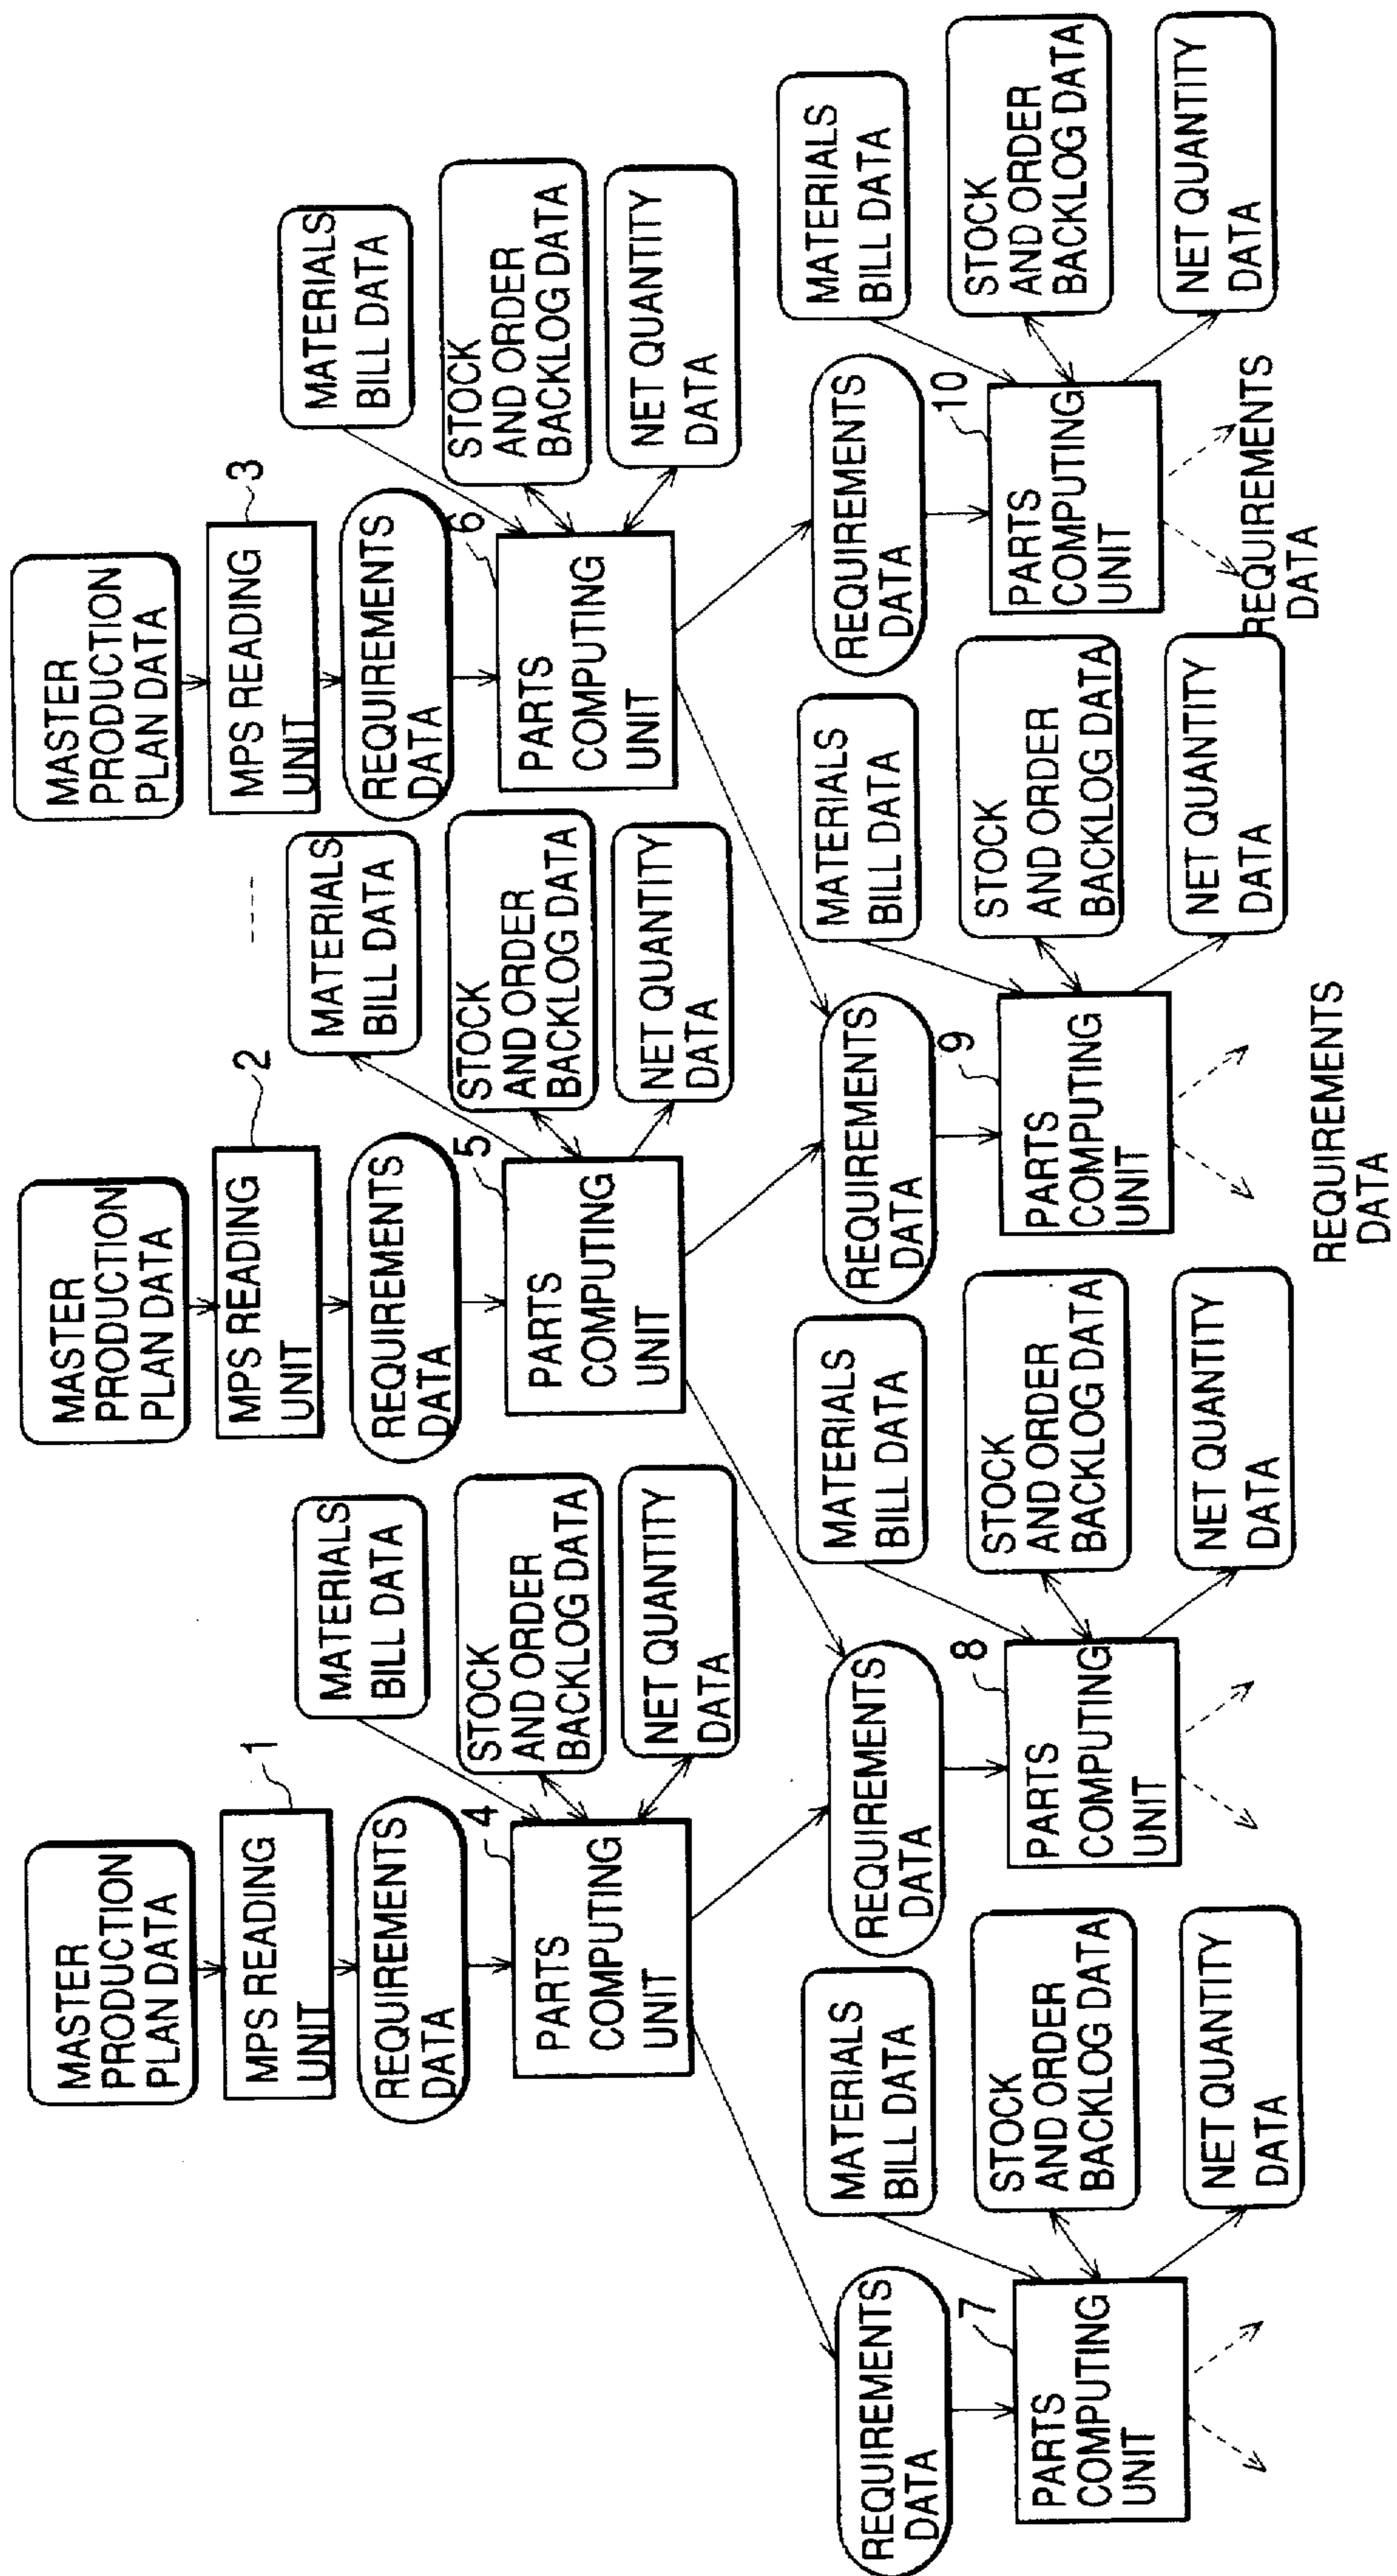 MASTER
PRODUCTION
PLAN DATA
MPS READING
UNIT
1
REQUIREMENTS
DATA
4
PARTS
COMPUTING
UNIT
MATERIALS
BILL DATA
STOCK
AND ORDER
BACKLOG DATA
NET QUANTITY
DATA
MASTER
PRODUCTION
PLAN DATA
MPS READING
UNIT
2
REQUIREMENTS
DATA
5
PARTS
COMPUTING
UNIT
MATERIALS
BILL DATA
STOCK
AND ORDER
BACKLOG DATA
NET QUANTITY
DATA
MASTER
PRODUCTION
PLAN DATA
MPS READING
UNIT
3
REQUIREMENTS
DATA
6
PARTS
COMPUTING
UNIT
MATERIALS
BILL DATA
STOCK
AND ORDER
BACKLOG DATA
NET QUANTITY
DATA
REQUIREMENTS
DATA
7
PARTS
COMPUTING
UNIT
MATERIALS
BILL DATA
STOCK
AND ORDER
BACKLOG DATA
NET QUANTITY
DATA
REQUIREMENTS
DATA
8
PARTS
COMPUTING
UNIT
MATERIALS
BILL DATA
STOCK
AND ORDER
BACKLOG DATA
NET QUANTITY
DATA
REQUIREMENTS
DATA
9
PARTS
COMPUTING
UNIT
MATERIALS
BILL DATA
STOCK
AND ORDER
BACKLOG DATA
NET QUANTITY
DATA
REQUIREMENTS
DATA
REQUIREMENTS
DATA
10
PARTS
COMPUTING
UNIT
MATERIALS
BILL DATA
STOCK
AND ORDER
BACKLOG DATA
NET QUANTITY
DATA
REQUIREMENTS
DATA